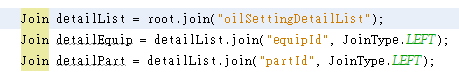 Join detailList = root.join("oilSettingDetailList");
Join detailEquip = detailList.join("equipId", JoinType.LEFT);
Join detailPart = detailList.join("partId", JoinType.LEFT);